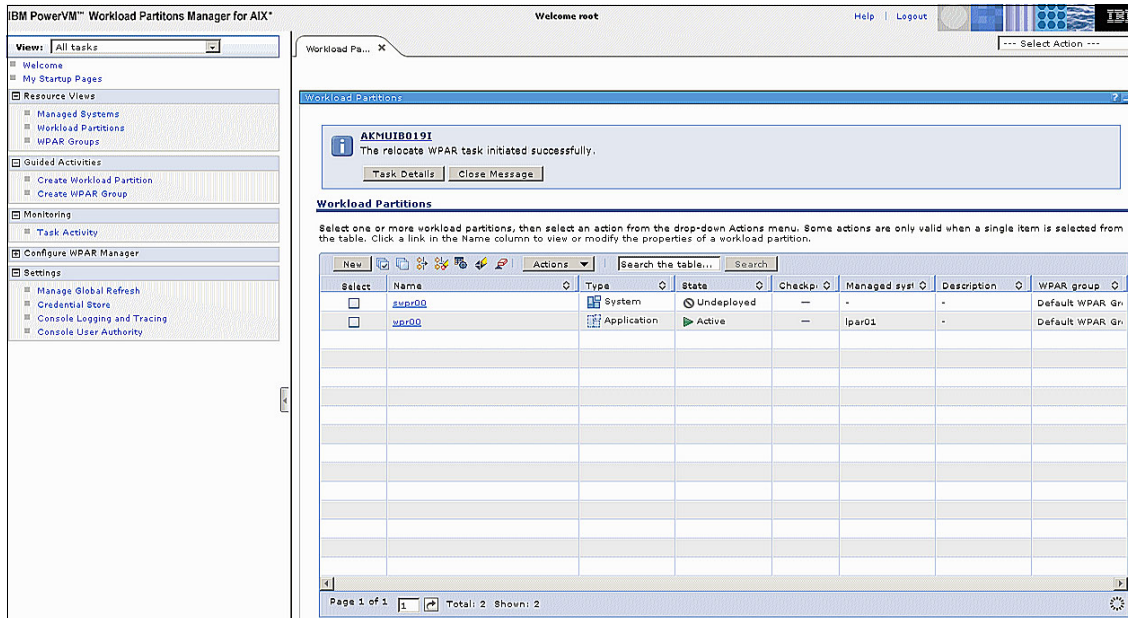 IBM PowerVM™ Workload Partitons Manager for AIX*
Welcome root
Help | Logout
IBM
View: All tasks
Workload Pa... X
--- Select Action ---
Welcome
My Startup Pages
Resource Views
Managed Systems
Workload Partitions
WPAR Groups
Guided Activities
Create Workload Partition
Create WPAR Group
Monitoring
Task Activity
Configure WPAR Manager
Settings
Manage Global Refresh
Credential Store
Console Logging and Tracing
Console User Authority
Workload Partitions
?
AKMUIB019I
The relocate WPAR task initiated successfully.
Task Details Close Message
Workload Partitions
Select one or more workload partitions, then select an action from the drop-down Actions menu. Some actions are only valid when a single item is selected from
the table. Click a link in the Name column to view or modify the properties of a workload partition.
New Actions Search the table... Search
Select Name Type State Checkp Managed syst Description WPAR group
swpr00 System Undeployed — - - Default WPAR Gr
wpr00 Application Active — lpar01 - Default WPAR Gr
Page 1 of 1 1 Total: 2 Shown: 2